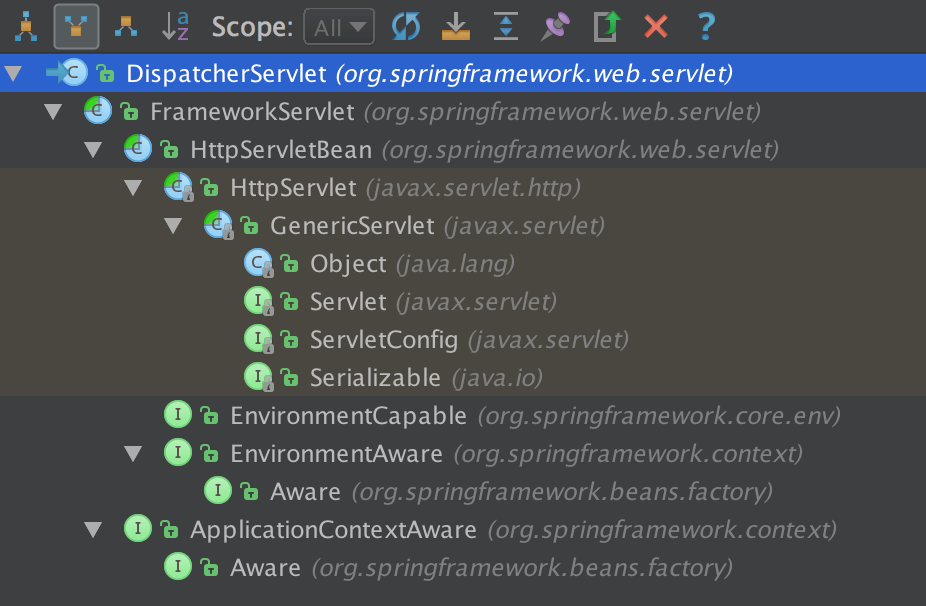 Scope: All
C DispatcherServlet (org.springframework.web.servlet)
C FrameworkServlet (org.springframework.web.servlet)
C HttpServletBean (org.springframework.web.servlet)
C HttpServlet (javax.servlet.http)
C GenericServlet (javax.servlet)
C Object (java.lang)
I Servlet (javax.servlet)
I ServletConfig (javax.servlet)
I Serializable (java.io)
I EnvironmentCapable (org.springframework.core.env)
I EnvironmentAware (org.springframework.context)
I Aware (org.springframework.beans.factory)
I ApplicationContextAware (org.springframework.context)
I Aware (org.springframework.beans.factory)